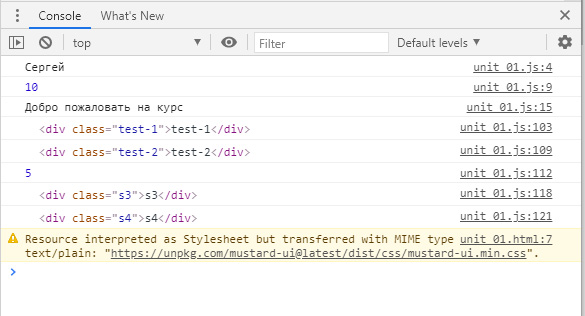 Console What's New
top Filter Default levels
Сергей unit 01.js:4
10 unit 01.js:9
Добро пожаловать на курс unit 01.js:15
<div class="test-1">test-1</div> unit 01.js:103
<div class="test-2">test-2</div> unit 01.js:109
5 unit 01.js:112
<div class="s3">s3</div> unit 01.js:118
<div class="s4">s4</div> unit 01.js:121
Resource interpreted as Stylesheet but transferred with MIME type unit 01.html:7
text/plain: "https://unpkg.com/mustard-ui@latest/dist/css/mustard-ui.min.css".